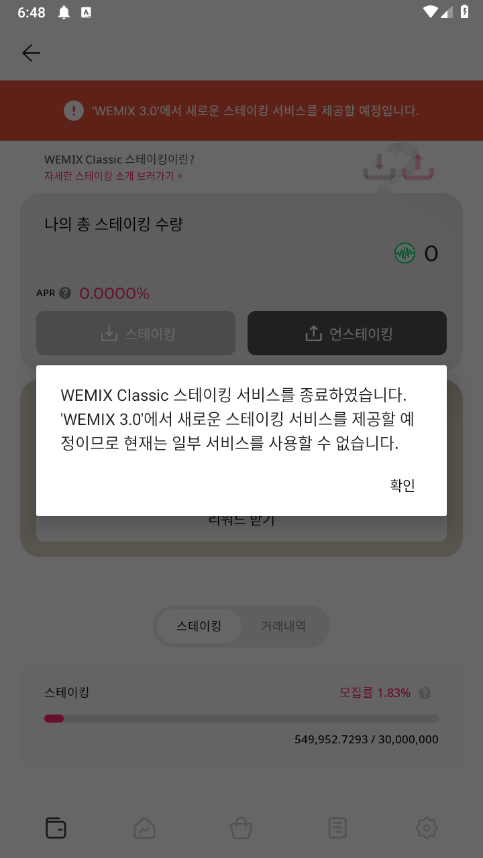 6:48
'WEMIX 3.0'에서 새로운 스테이킹 서비스를 제공할 예정입니다.
WEMIX Classic 스테이킹이란?
자세한 스테이킹 소개 보러가기 +
나의 총 스테이킹 수량
0
APR ? 0.0000%
스테이킹 언스테이킹
WEMIX Classic 스테이킹 서비스를 종료하였습니다.
'WEMIX 3.0'에서 새로운 스테이킹 서비스를 제공할 예
정이므로 현재는 일부 서비스를 사용할 수 없습니다.
확인
리워드 받기
스테이킹 거래내역
스테이킹 모집률 1.83% ?
549,952.7293 / 30,000,000